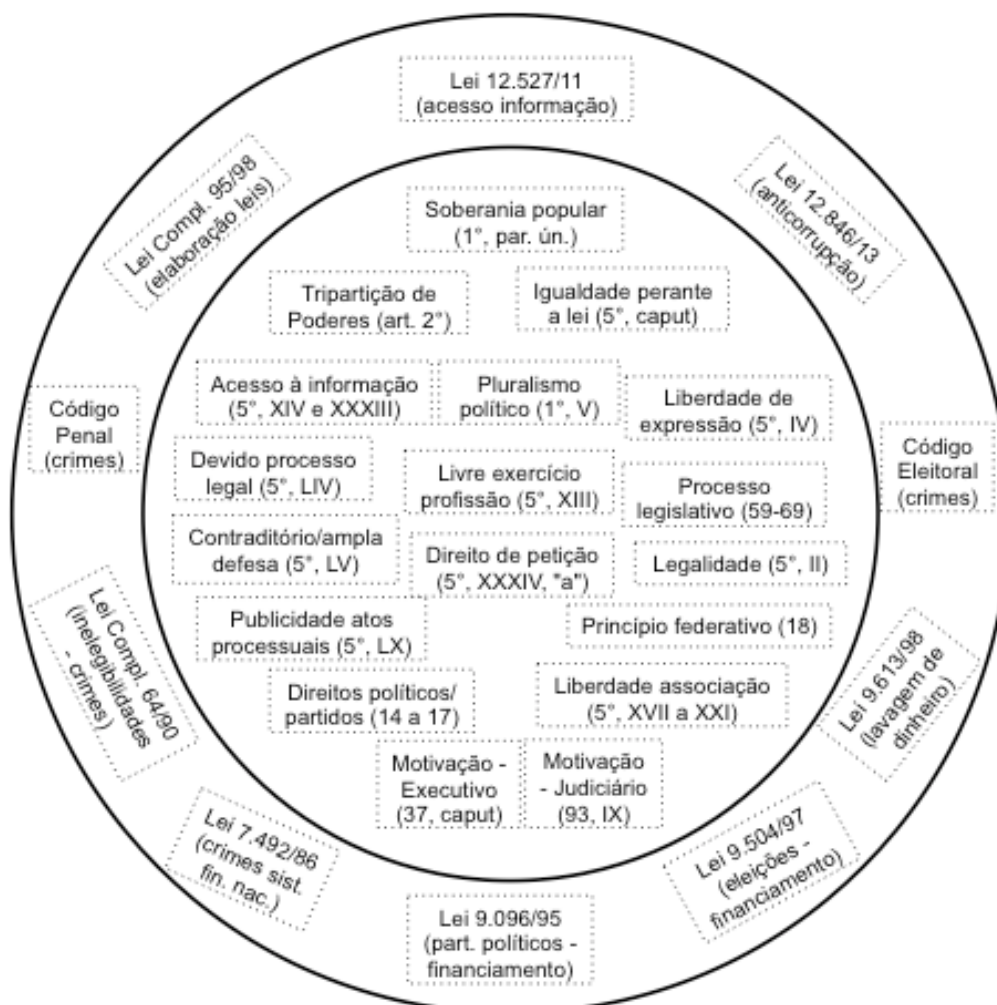 Lei 12.527/11
(acesso informação)
Lei Compl. 95/98
(elaboração leis)
Lei 12.846/13
(anticorrupção)
Soberania popular
(1°, par. ún.)
Tripartição de
Poderes (art. 2°)
Igualdade perante
a lei (5°, caput)
Acesso à informação
(5°, XIV e XXXIII)
Pluralismo
político (1°, V)
Liberdade de
expressão (5°, IV)
Código
Penal
(crimes)
Devido processo
legal (5°, LIV)
Livre exercício
profissão (5°, XIII)
Processo
legislativo (59-69)
Código
Eleitoral
(crimes)
Contraditório/ampla
defesa (5°, LV)
Direito de petição
(5°, XXXIV, "a")
Legalidade (5°, II)
Publicidade atos
processuais (5°, LX)
Princípio federativo (18)
Lei Compl. 64/90
(inelegibilidades
- crimes)
Direitos políticos/
partidos (14 a 17)
Liberdade associação
(5°, XVII a XXI)
Lei 9.613/98
(lavagem de
dinheiro)
Motivação -
Executivo
(37, caput)
Motivação
- Judiciário
(93, IX)
Lei 7.492/86
(crimes sist.
fin. nac.)
Lei 9.504/97
(eleições -
financiamento)
Lei 9.096/95
(part. políticos -
financiamento)